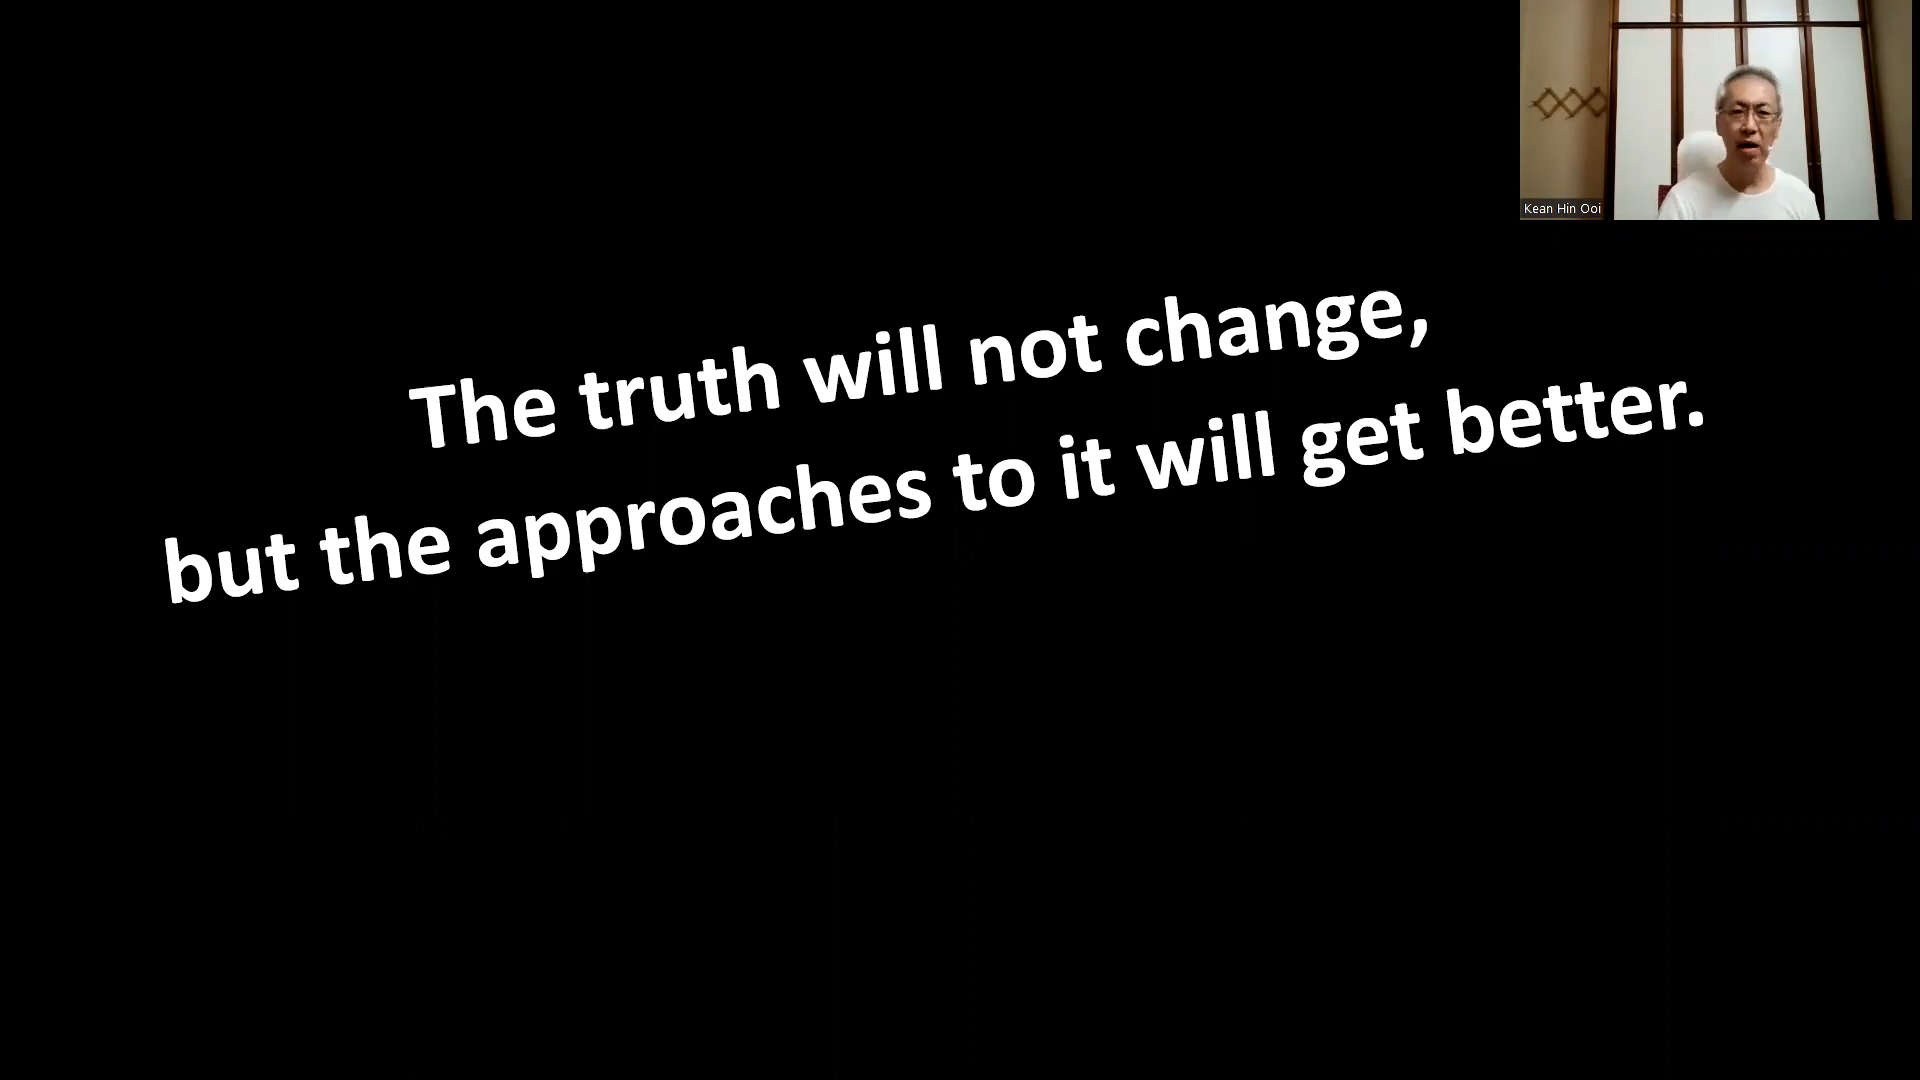 Kean Hin Ooi
The truth will not change,
but the approaches to it will get better.